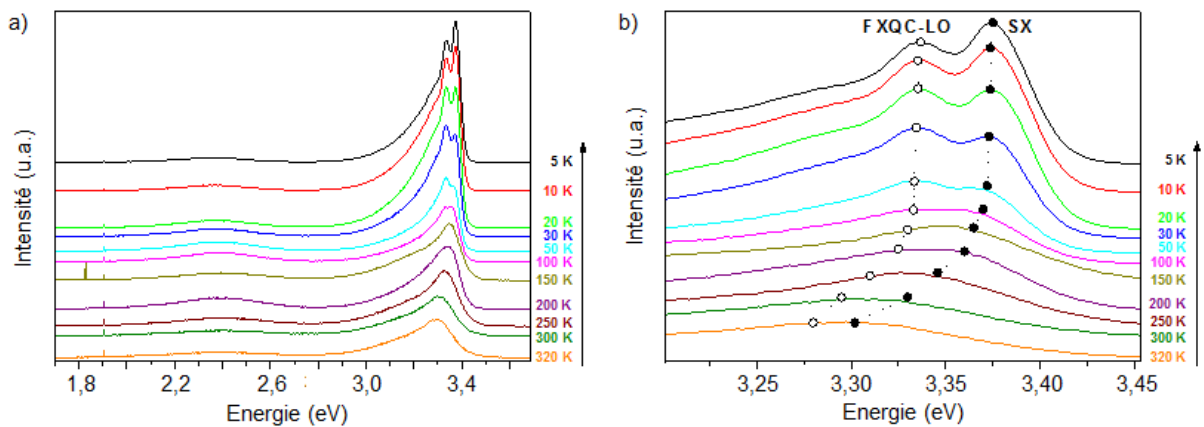 a)
Intensité (u.a.)
5 K
10 K
20 K
30 K
50 K
100 K
150 K
200 K
250 K
300 K
320 K
1,8 2,2 2,6 3,0 3,4
Energie (eV)
b)
FXQC-LO SX
Intensité (u.a.)
5 K
10 K
20 K
30 K
50 K
100 K
150 K
200 K
250 K
300 K
320 K
3,25 3,30 3,35 3,40 3,45
Energie (eV)